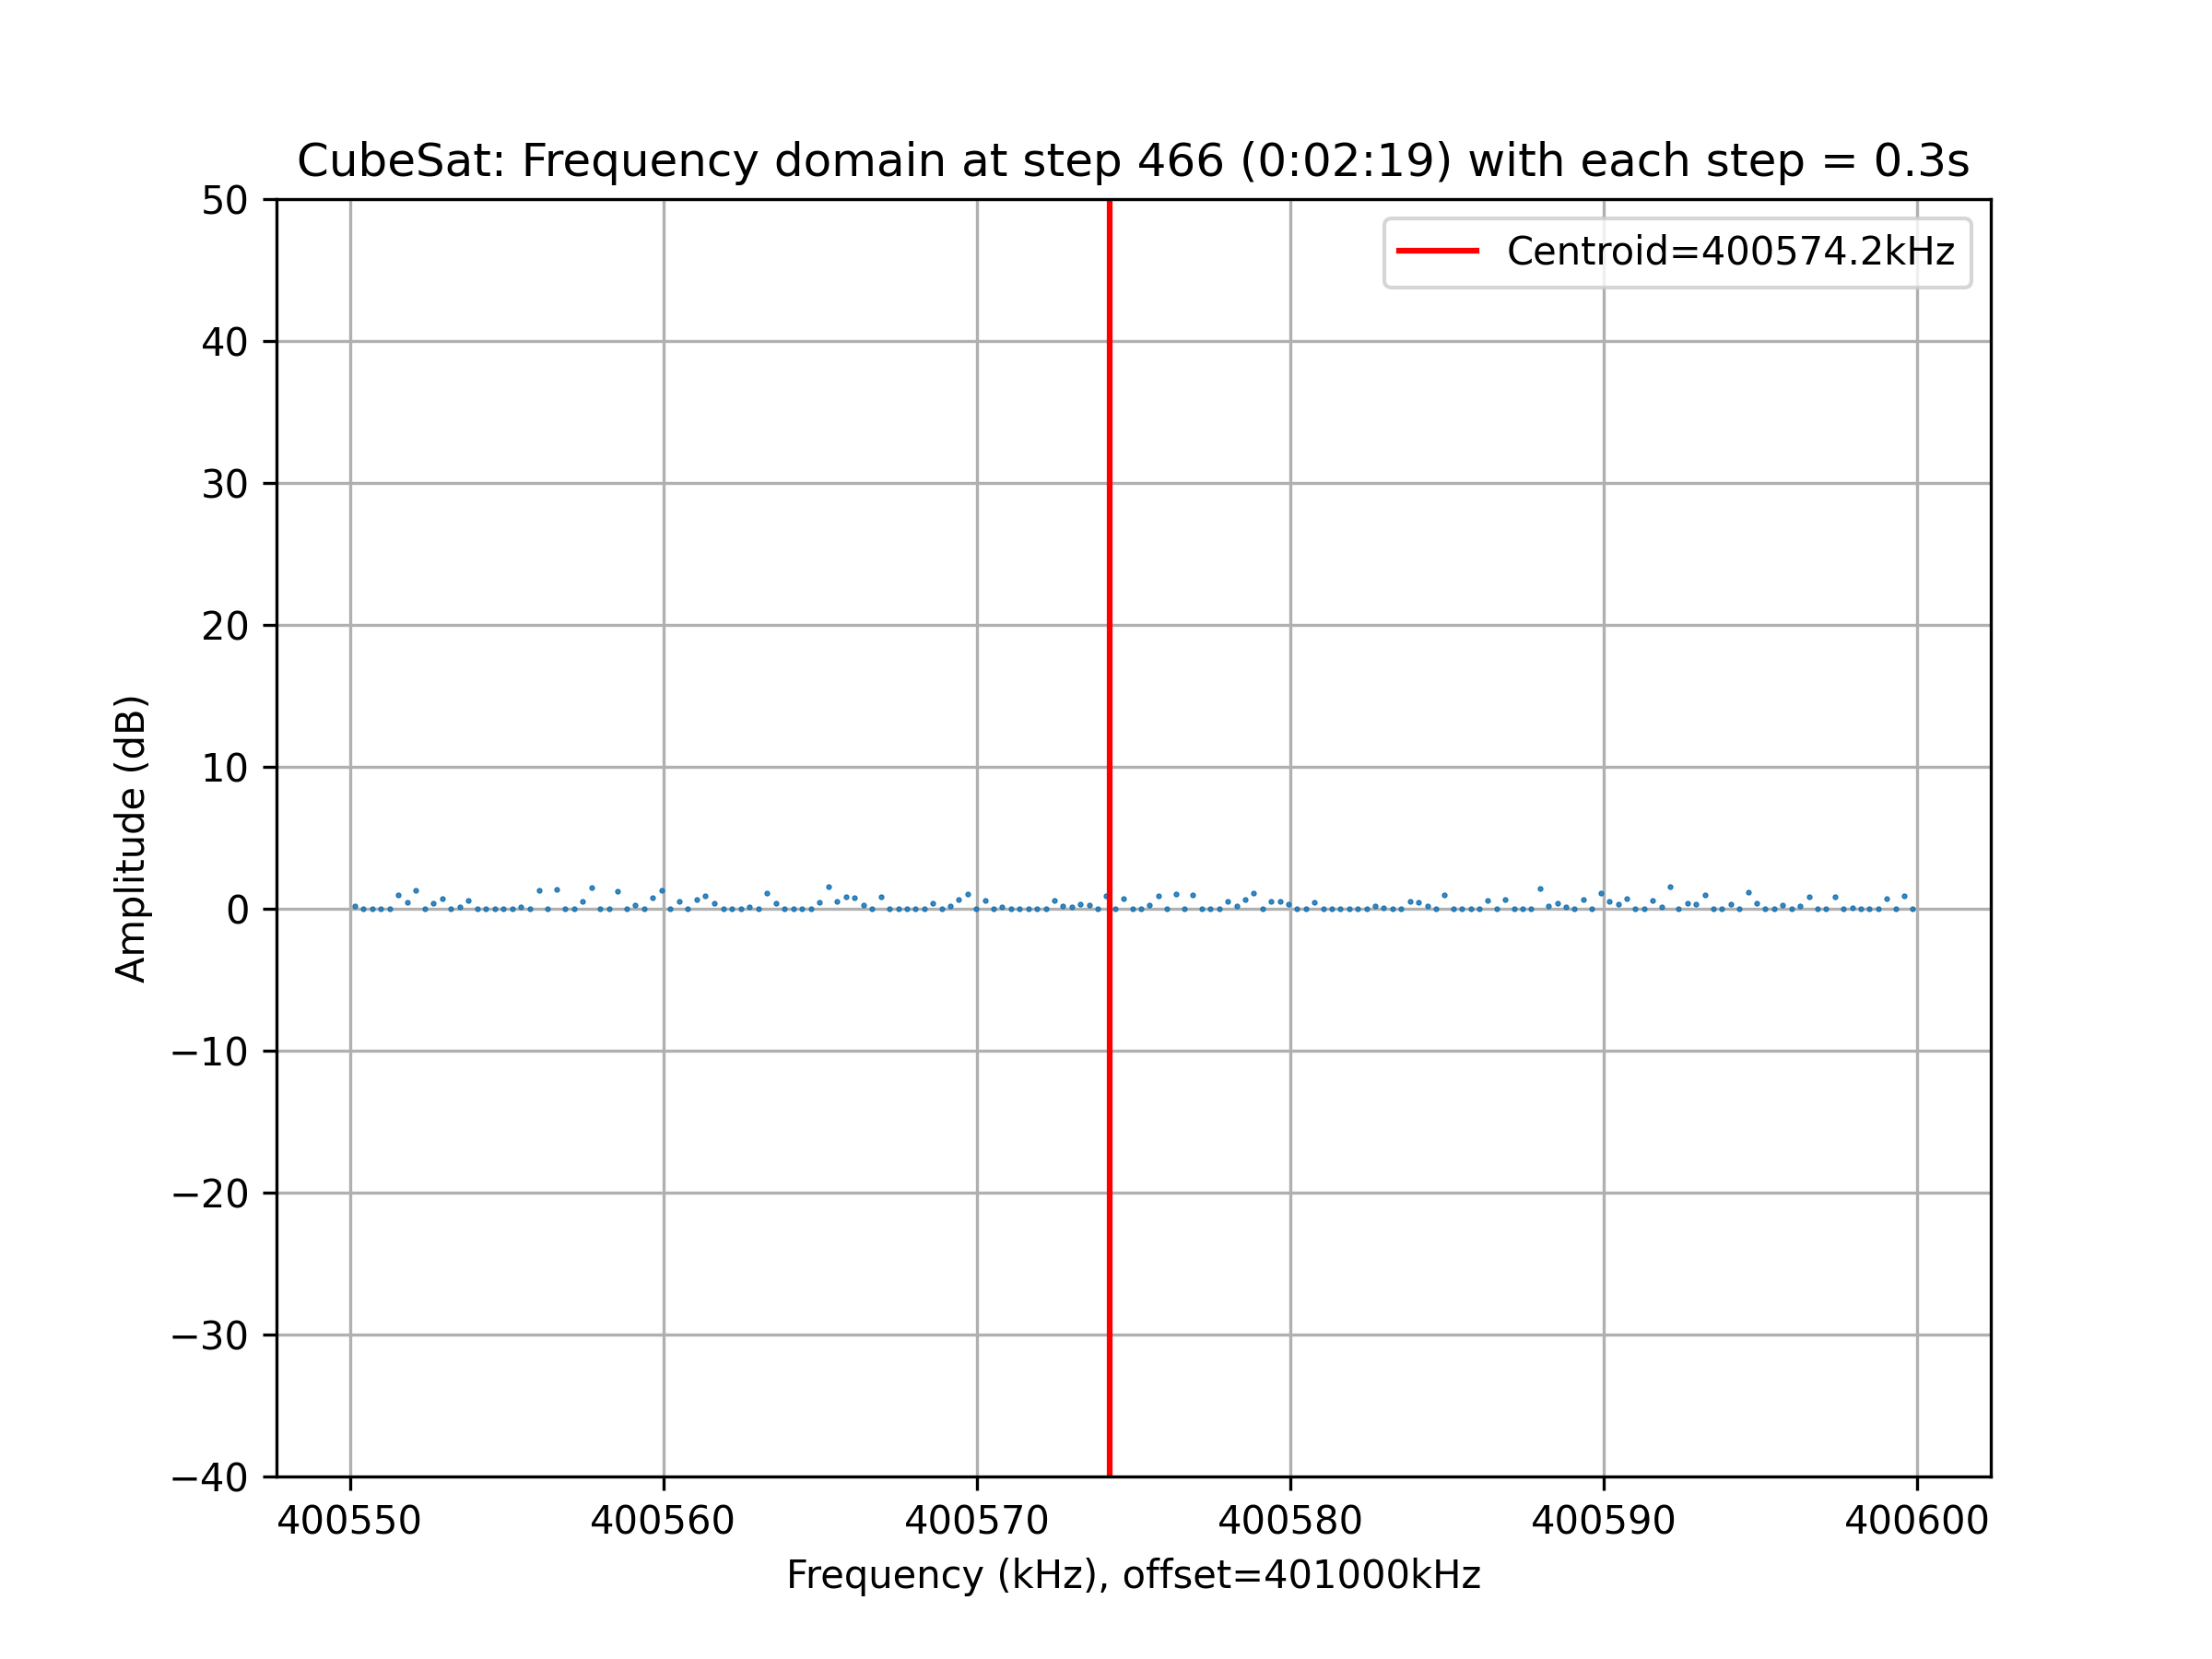 CubeSat: Frequency domain at step 466 (0:02:19) with each step = 0.3s
Centroid=400574.2kHz
50
40
30
20
10
0
−10
−20
−30
−40
Amplitude (dB)
400550 400560 400570 400580 400590 400600
Frequency (kHz), offset=401000kHz